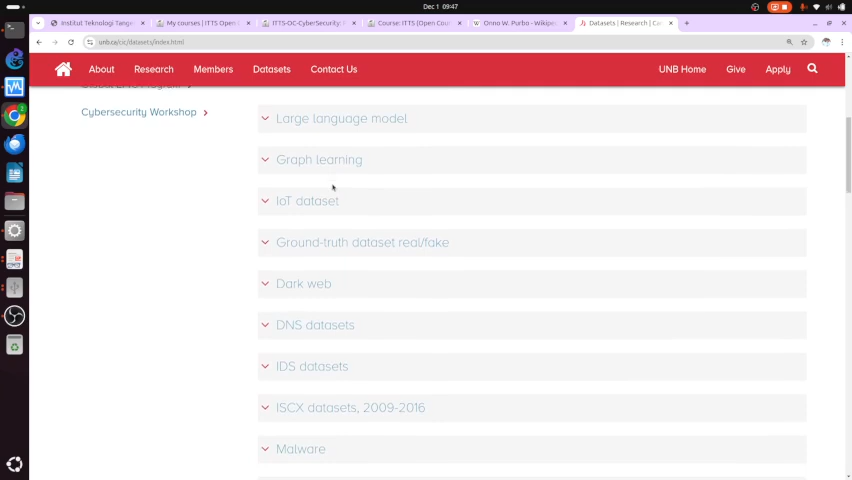 Dec 1 09:47
Institut Teknologi Tange
My courses | ITTS Open
ITTS-OC-CyberSecurity:
Course: ITTS (Open Cou
Onno W. Purbo - Wikipe
Datasets | Research | Ca
unb.ca/cic/datasets/index.html
About
Research
Members
Datasets
Contact Us
UNB Home
Give
Apply
Cybersecurity Workshop
Large language model
Graph learning
IoT dataset
Ground-truth dataset real/fake
Dark web
DNS datasets
IDS datasets
ISCX datasets, 2009-2016
Malware